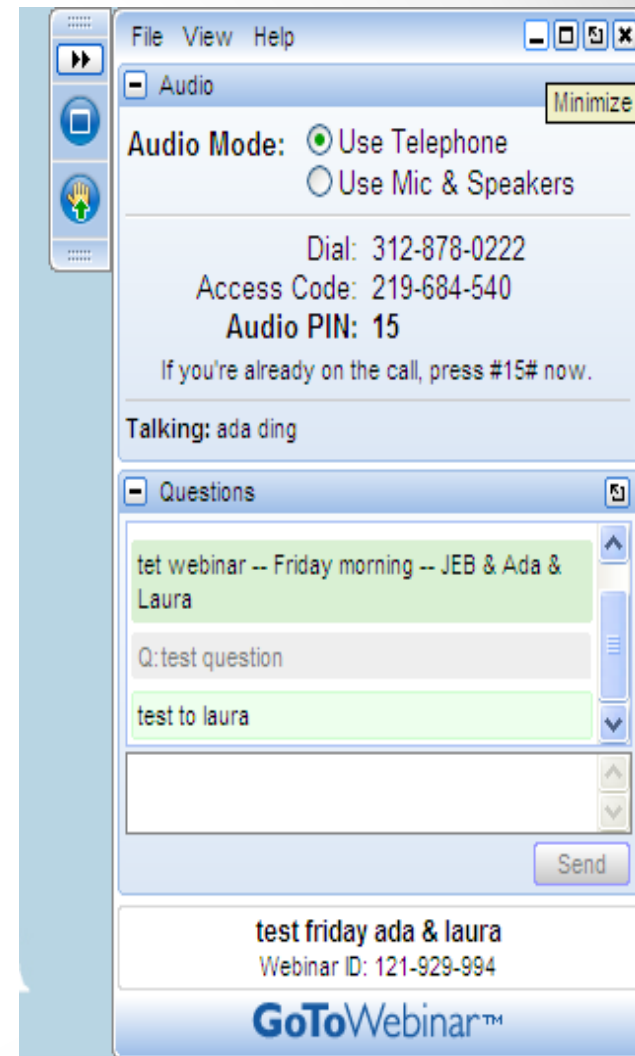 File View Help
Audio
Minimize
Audio Mode: Use Telephone
Use Mic & Speakers
Dial: 312-878-0222
Access Code: 219-684-540
Audio PIN: 15
If you're already on the call, press #15# now.
Talking: ada ding
Questions
tet webinar -- Friday morning -- JEB & Ada &
Laura
Q:test question
test to laura
Send
test friday ada & laura
Webinar ID: 121-929-994
GoToWebinar™